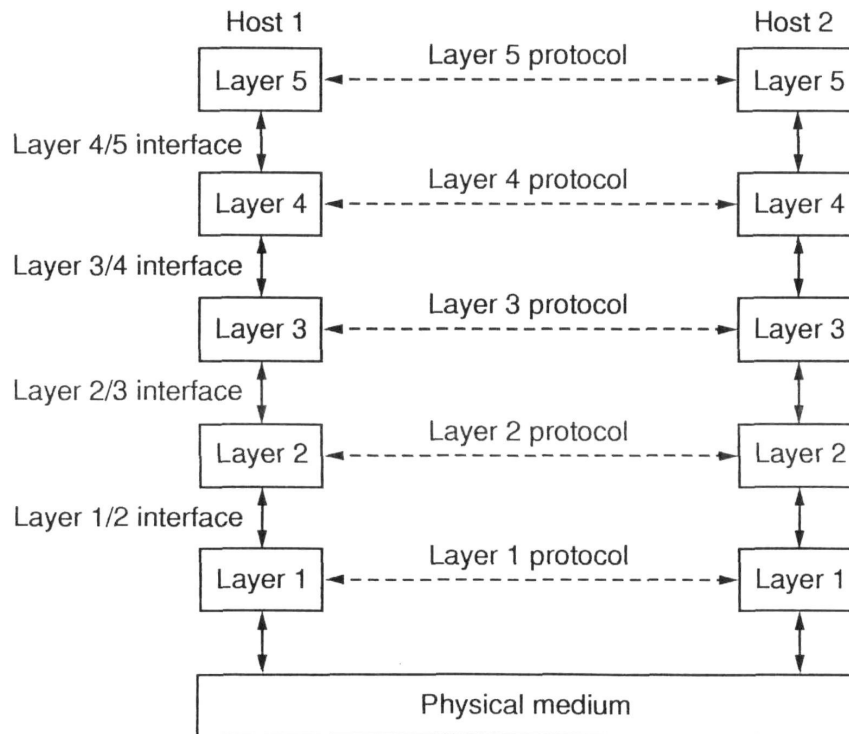 Host 1
Host 2
Layer 5
Layer 5 protocol
Layer 5
Layer 4/5 interface
Layer 4
Layer 4 protocol
Layer 4
Layer 3/4 interface
Layer 3
Layer 3 protocol
Layer 3
Layer 2/3 interface
Layer 2
Layer 2 protocol
Layer 2
Layer 1/2 interface
Layer 1
Layer 1 protocol
Layer 1
Physical medium